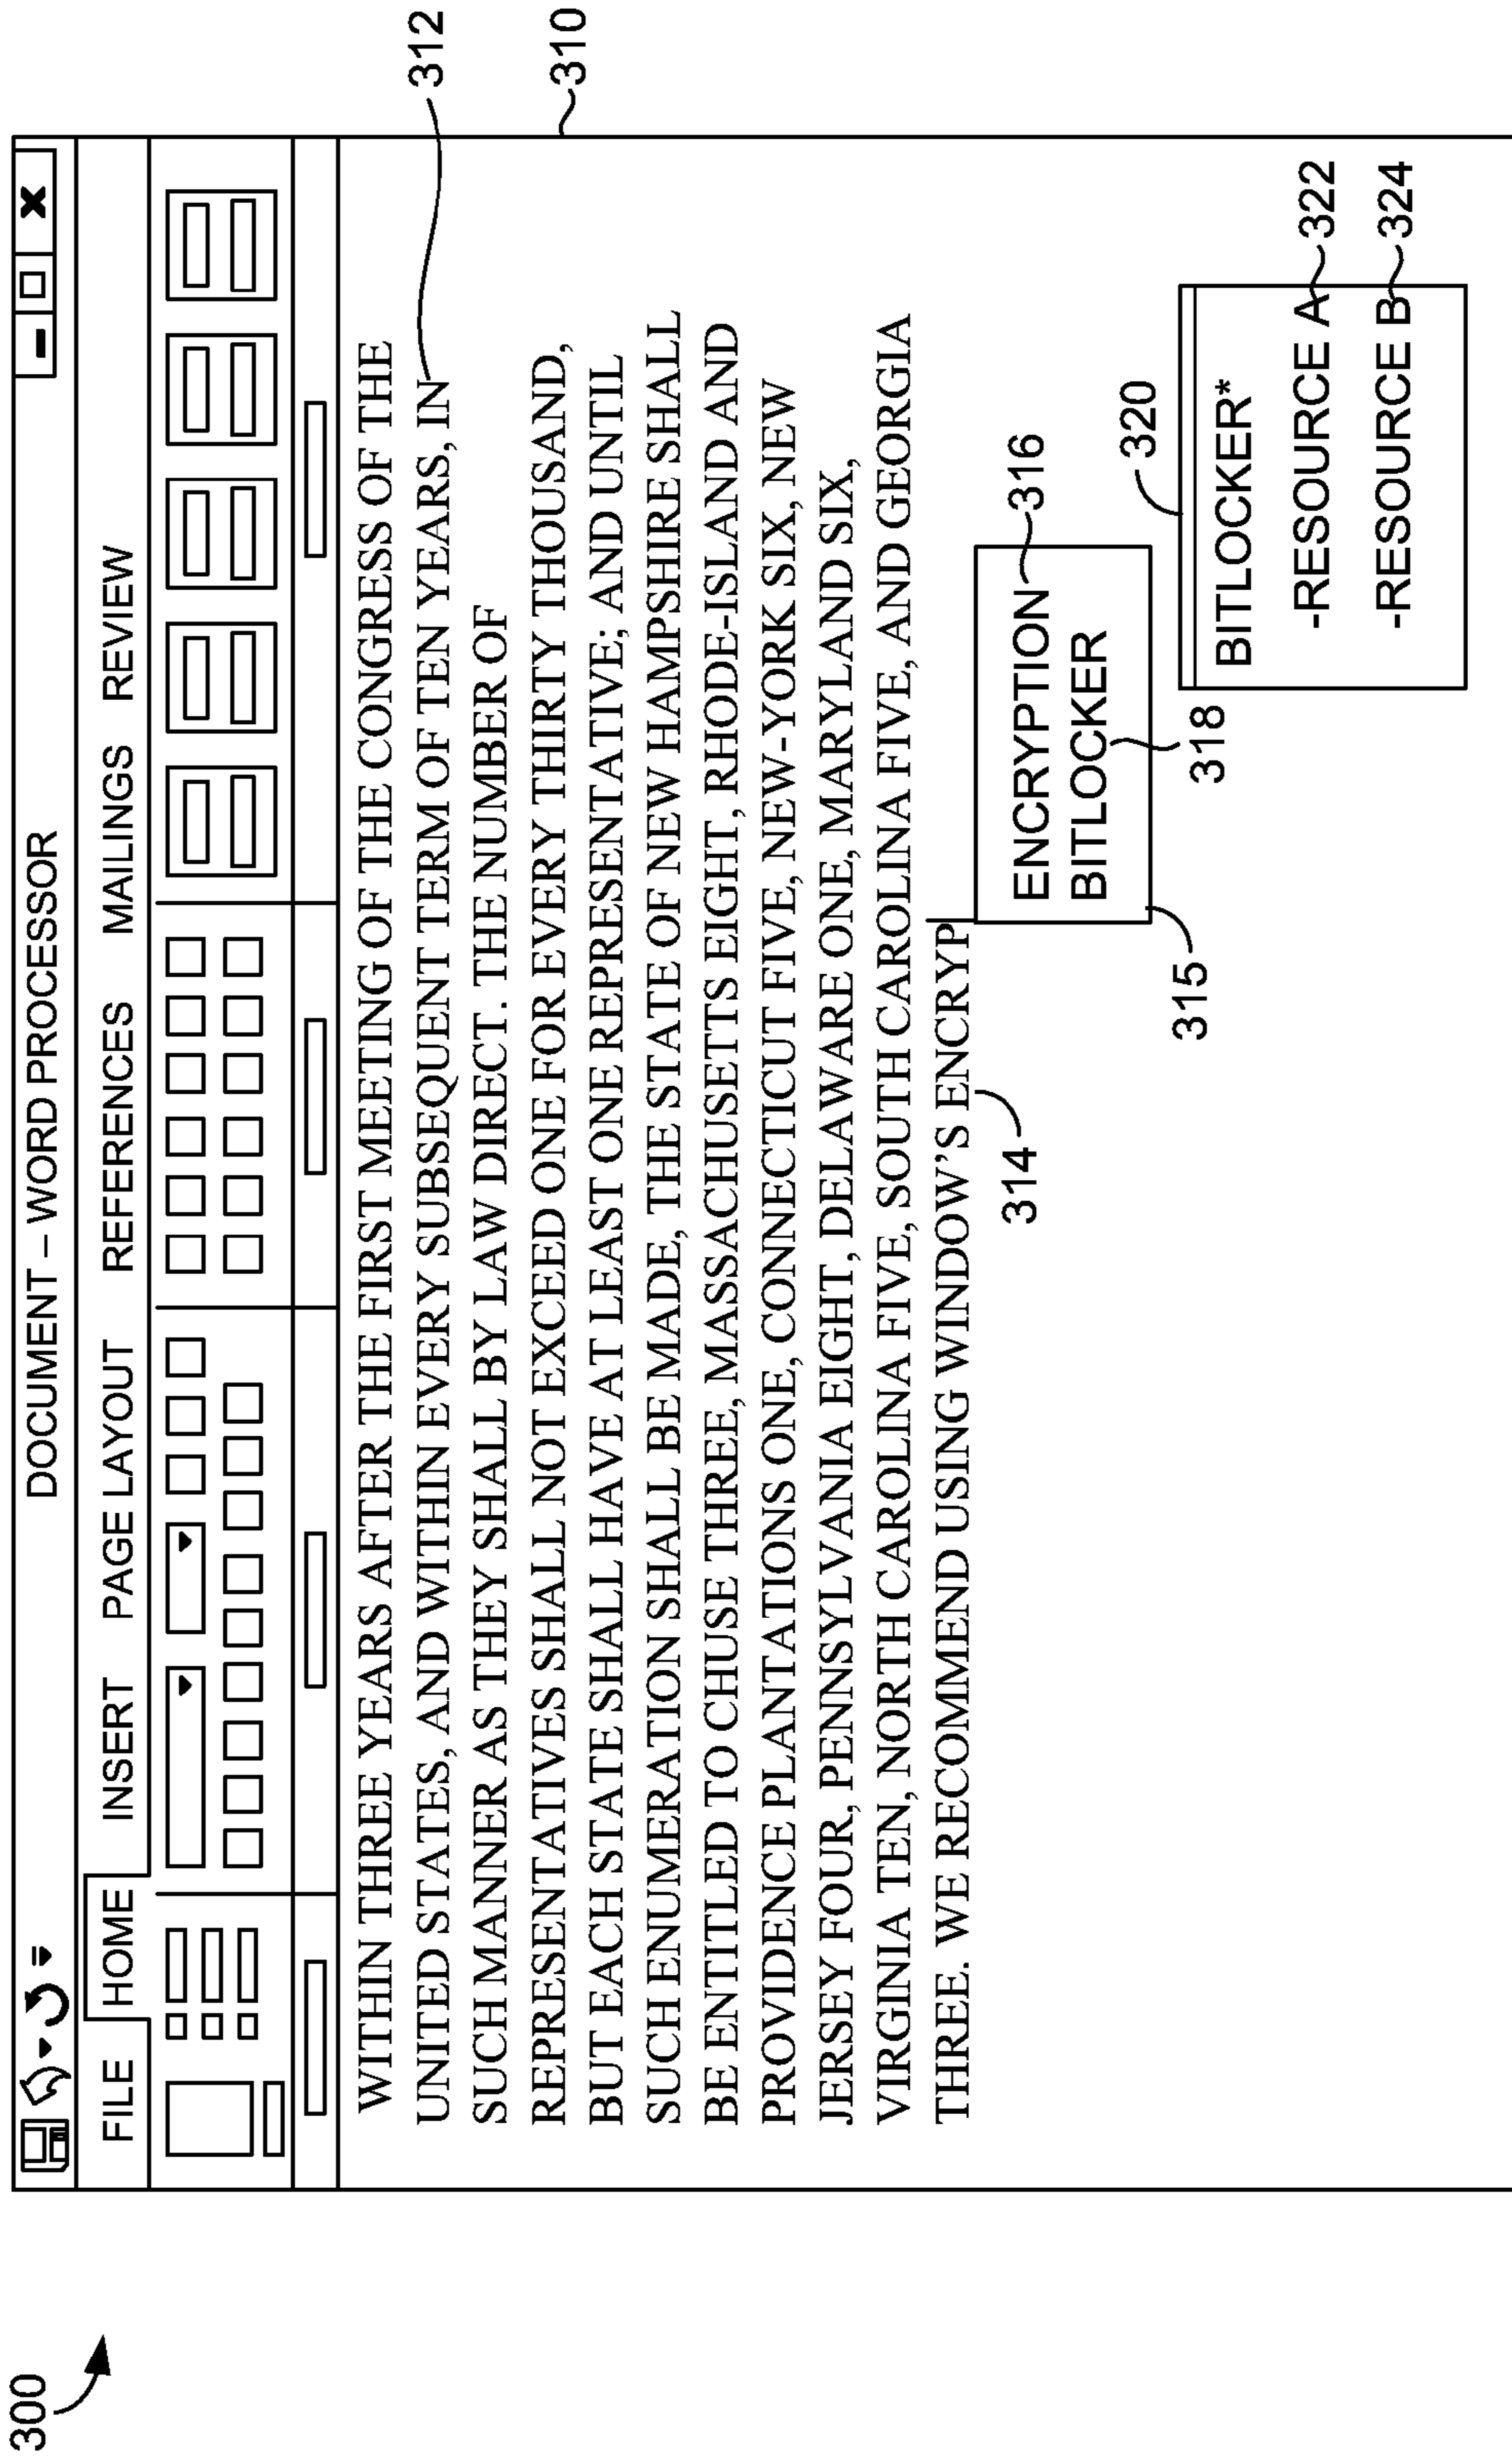 300
DOCUMENT – WORD PROCESSOR
FILE HOME INSERT PAGE LAYOUT REFERENCES MAILINGS REVIEW
WITHIN THREE YEARS AFTER THE FIRST MEETING OF THE CONGRESS OF THE
UNITED STATES, AND WITHIN EVERY SUBSEQUENT TERM OF TEN YEARS, IN
312
SUCH MANNER AS THEY SHALL BY LAW DIRECT. THE NUMBER OF
REPRESENTATIVES SHALL NOT EXCEED ONE FOR EVERY THIRTY THOUSAND,
310
BUT EACH STATE SHALL HAVE AT LEAST ONE REPRESENTATIVE; AND UNTIL
SUCH ENUMERATION SHALL BE MADE, THE STATE OF NEW HAMPSHIRE SHALL
BE ENTITLED TO CHUSE THREE, MASSACHUSETTS EIGHT, RHODE-ISLAND AND
PROVIDENCE PLANTATIONS ONE, CONNECTICUT FIVE, NEW-YORK SIX, NEW
JERSEY FOUR, PENNSYLVANIA EIGHT, DELAWARE ONE, MARYLAND SIX,
VIRGINIA TEN, NORTH CAROLINA FIVE, SOUTH CAROLINA FIVE, AND GEORGIA
THREE. WE RECOMMEND USING WINDOW'S ENCRYP
314
ENCRYPTION
316
BITLOCKER
318
315
320
BITLOCKER*
-RESOURCE A
322
-RESOURCE B
324